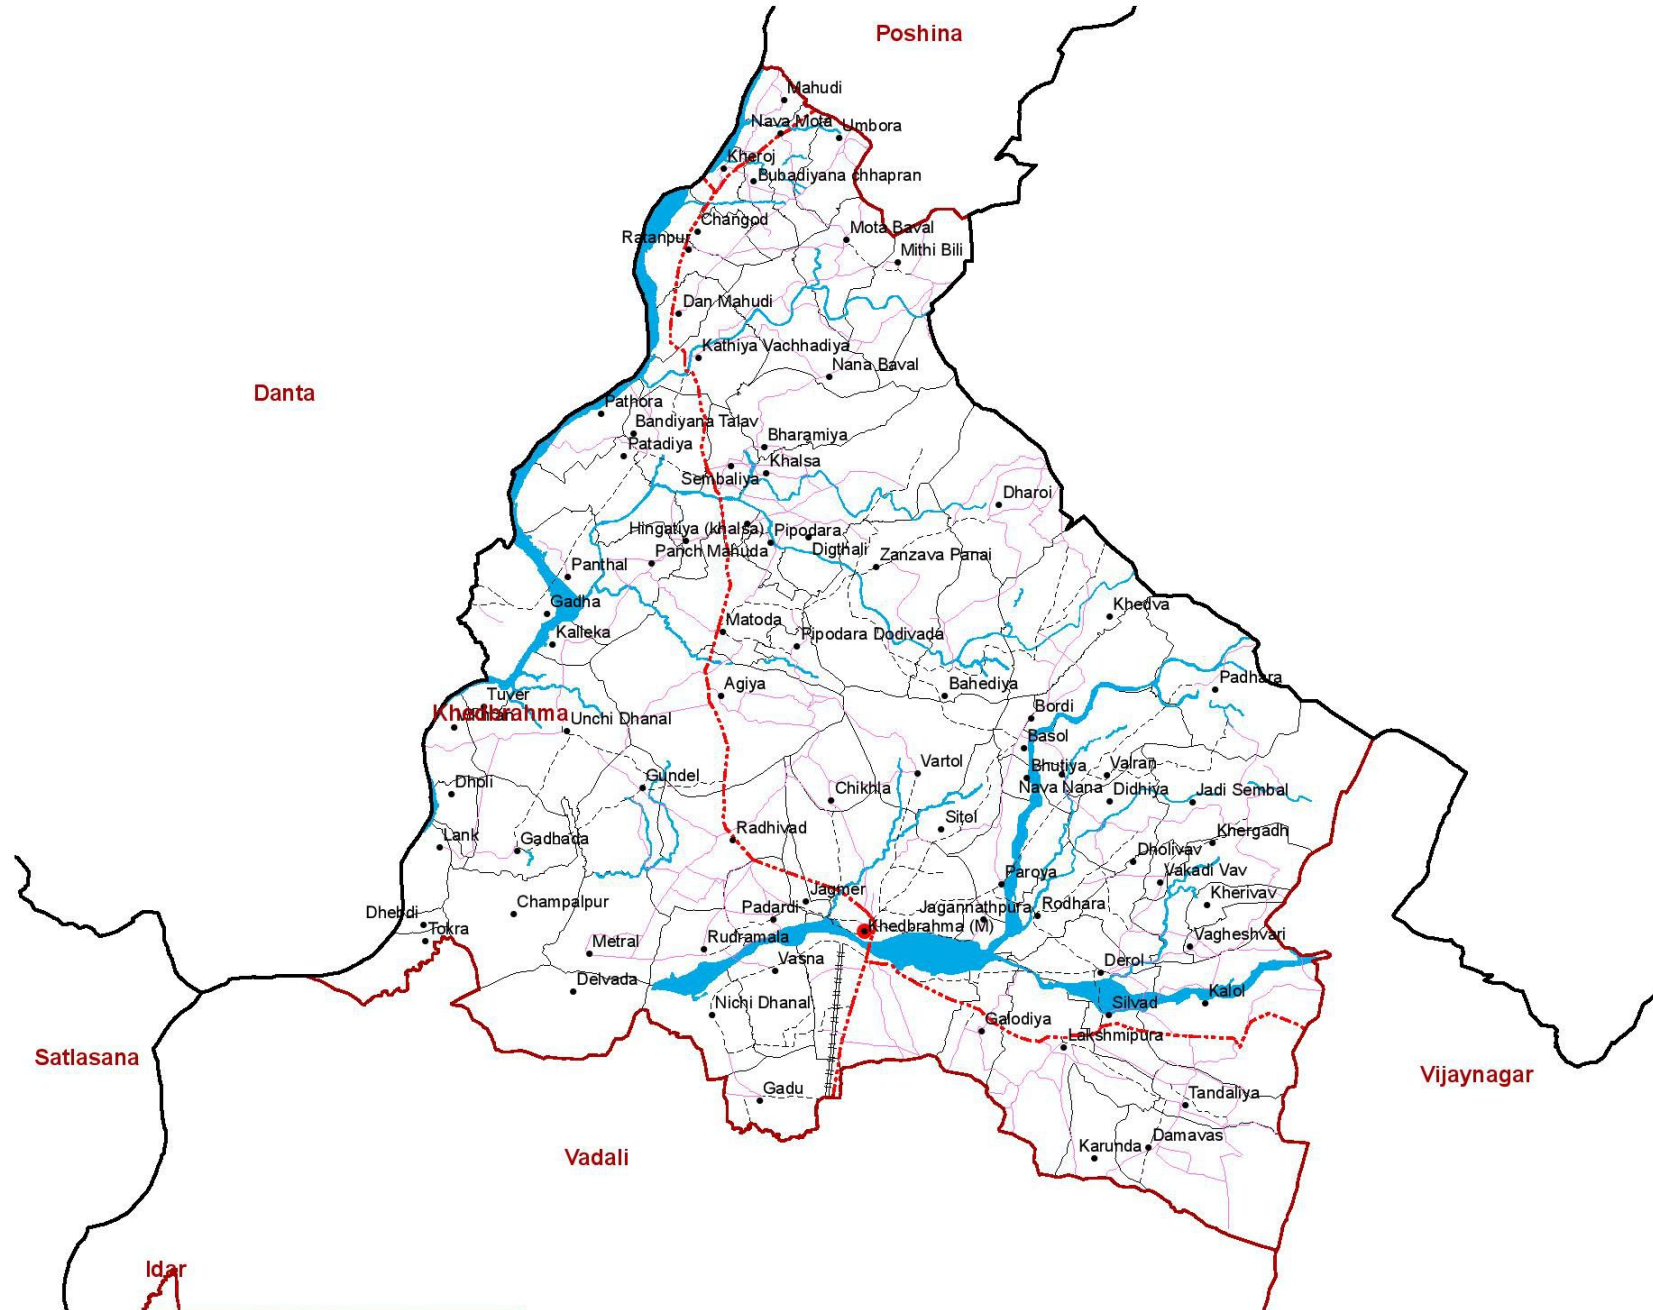 Poshina
Mahudi
Nava Mota
Umbora
Kheroj
Bubadiyana chhapran
Changod
Ratanpur
Mota Baval
Mithi Bili
Dan Mahudi
Kathiya Vachhadiya
Nana Baval
Danta
Pathora
Bandiyana Talav
Patadiya
Bharamiya
Khalsa
Sembaliya
Dharoi
Hingatiya (khalsa)
Pipodara
Panch Mahuda
Digthali
Zanzava Panai
Panthal
Gadha
Khedva
Kalleka
Matoda
Pipodara Dodivada
Padhara
Agiya
Bahediya
Tuver
Khedbrahma
Unchi Dhanal
Bordi
Basol
Vartol
Bhutiya
Valran
Gundel
Dholi
Chikhla
Nava Nana
Didhiya
Jadi Sembal
Sitol
Radhivad
Lank
Gadhada
Khergadh
Dholivav
Paroya
Vakadi Vav
Kherivav
Jagmer
Champalpur
Dhebdi
Padardi
Jagannathpura
Rodhara
Tokra
Khedbrahma (M)
Metral
Rudramala
Vagheshvari
Vasna
Derol
Delvada
Nichi Dhanal
Silvad
Kalol
Galodiya
Lakshmipura
Satlasana
Vijaynagar
Gadu
Tandaliya
Damavas
Karunda
Vadali
Idar